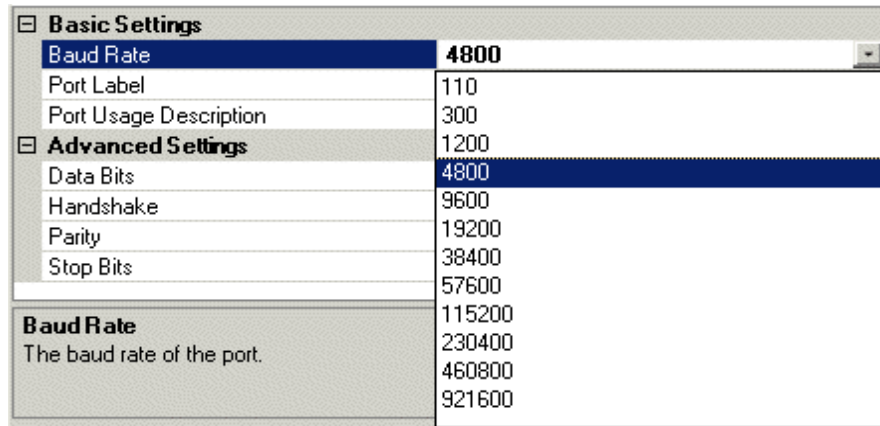 Basic Settings
Baud Rate 4800
Port Label 110
Port Usage Description 300
1200
Advanced Settings
Data Bits 4800
Handshake 9600
Parity 19200
38400
Stop Bits 57600
115200
Baud Rate
The baud rate of the port. 230400
460800
921600